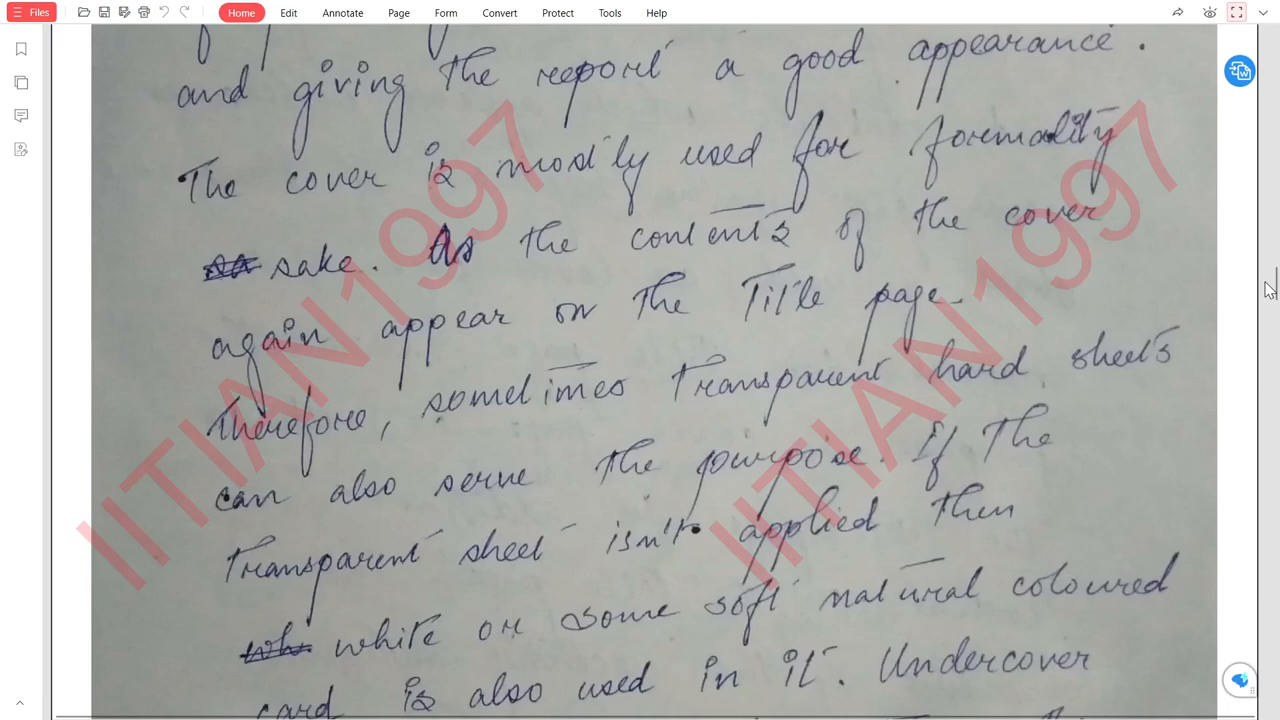 Files
Home
Edit
Annotate
Page
Form
Convert
Protect
Tools
Help
and giving the report a good appearance.
The cover is mostly used for formality
sake. As the contents of the cover
again appear on the Title page.
Therefore, sometimes transparent hard sheets
can also serve the purpose. If the
transparent sheet isn't applied then
white or some soft natural coloured
card is also used in it. Undercover
IITIAN1997
IITIAN1997